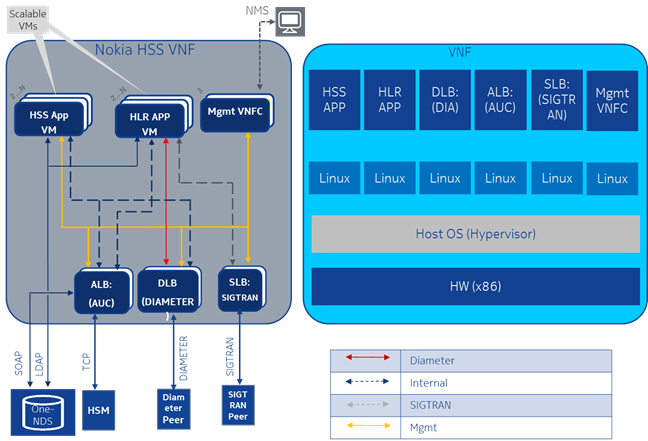 Scalable
VMs
NMS
Nokia HSS VNF
2...N
2...N
3
HSS App
VM
HLR APP
VM
Mgmt VNFC
ALB:
(AUC)
DLB
(DIAMETER
)
SLB:
SIGTRAN
SOAP
LDAP
TCP
DIAMETER
SIGTRAN
One-
NDS
HSM
Diam
eter
Peer
SIGT
RAN
Peer
VNF
HSS
APP
HLR
APP
DLB:
(DIA)
ALB:
(AUC)
SLB:
(SIGTR
AN)
Mgmt
VNFC
Linux
Linux
Linux
Linux
Linux
Linux
Host OS (Hypervisor)
HW (x86)
Diameter
Internal
SIGTRAN
Mgmt